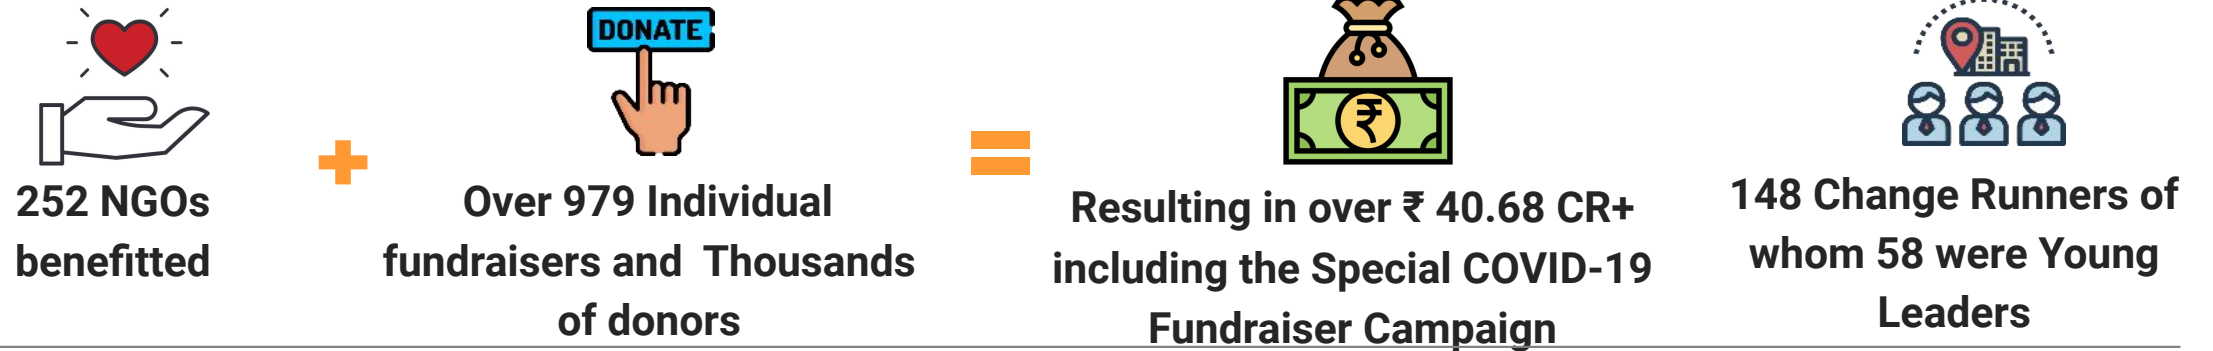 DONATE
252 NGOs
benefitted
Over 979 Individual
fundraisers and Thousands
of donors
₹
Resulting in over ₹ 40.68 CR+
including the Special COVID-19
Fundraiser Campaign
148 Change Runners of
whom 58 were Young
Leaders